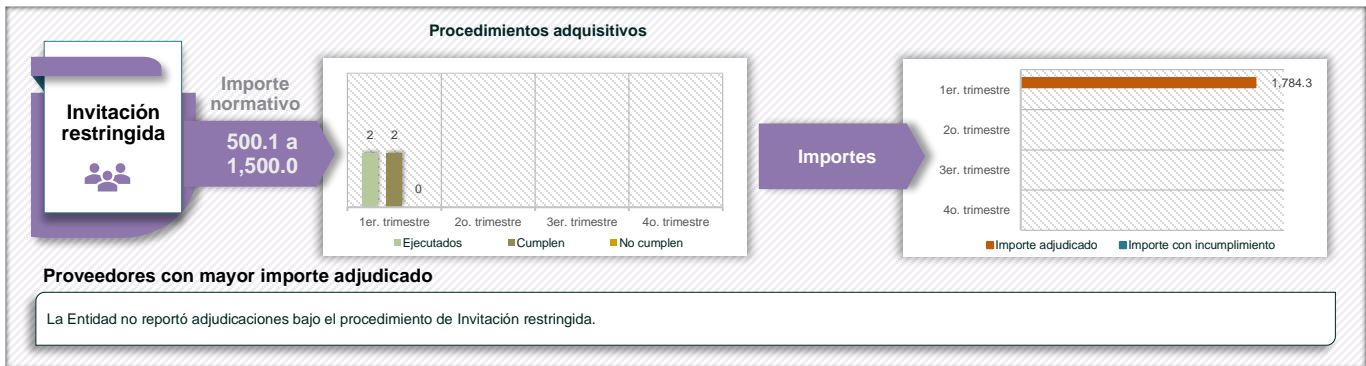 Procedimientos adquisitivos
Invitación
restringida
Importe
normativo
500.1 a
1,500.0
2 2
0
1er. trimestre 2o. trimestre 3er. trimestre 4o. trimestre
Ejecutados Cumplen No cumplen
Importes
1er. trimestre 1,784.3
2o. trimestre
3er. trimestre
4o. trimestre
Importe adjudicado Importe con incumplimiento
Proveedores con mayor importe adjudicado
La Entidad no reportó adjudicaciones bajo el procedimiento de Invitación restringida.